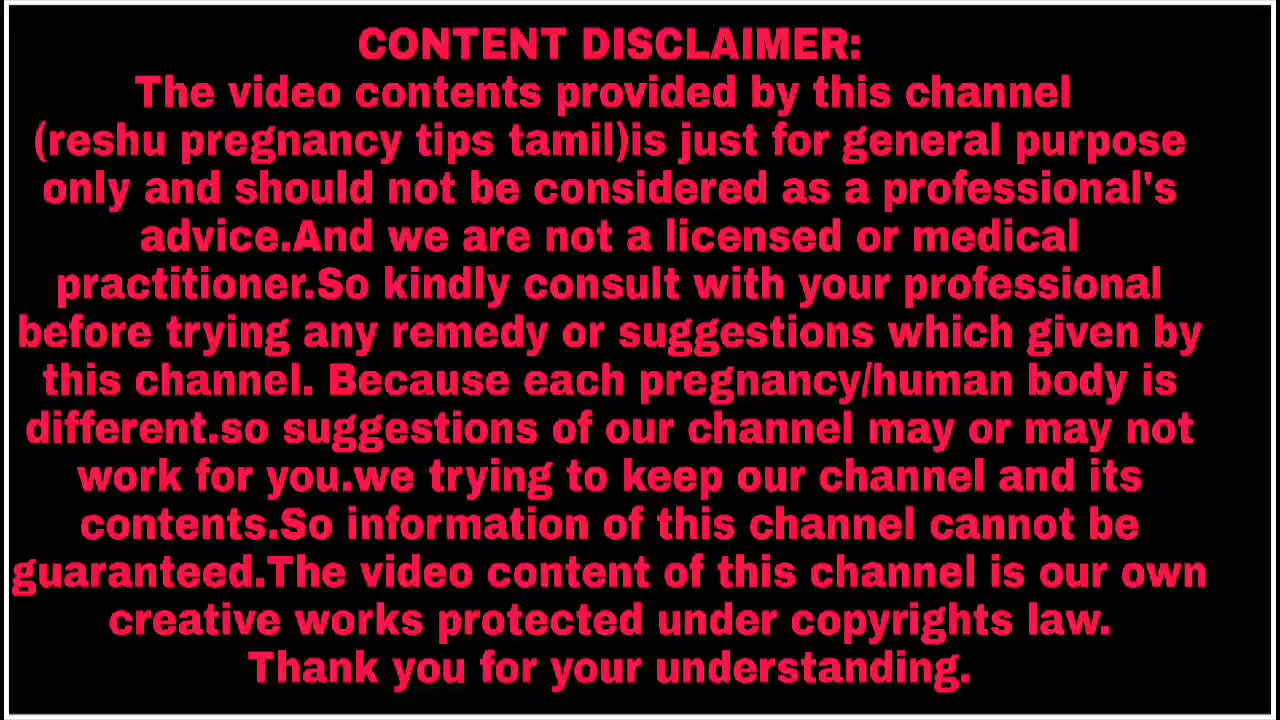 CONTENT DISCLAIMER:
The video contents provided by this channel
(reshu pregnancy tips tamil)is just for general purpose
only and should not be considered as a professional's
advice.And we are not a licensed or medical
practitioner.So kindly consult with your professional
before trying any remedy or suggestions which given by
this channel. Because each pregnancy/human body is
different.so suggestions of our channel may or may not
work for you.we trying to keep our channel and its
contents.So information of this channel cannot be
guaranteed.The video content of this channel is our own
creative works protected under copyrights law.
Thank you for your understanding.